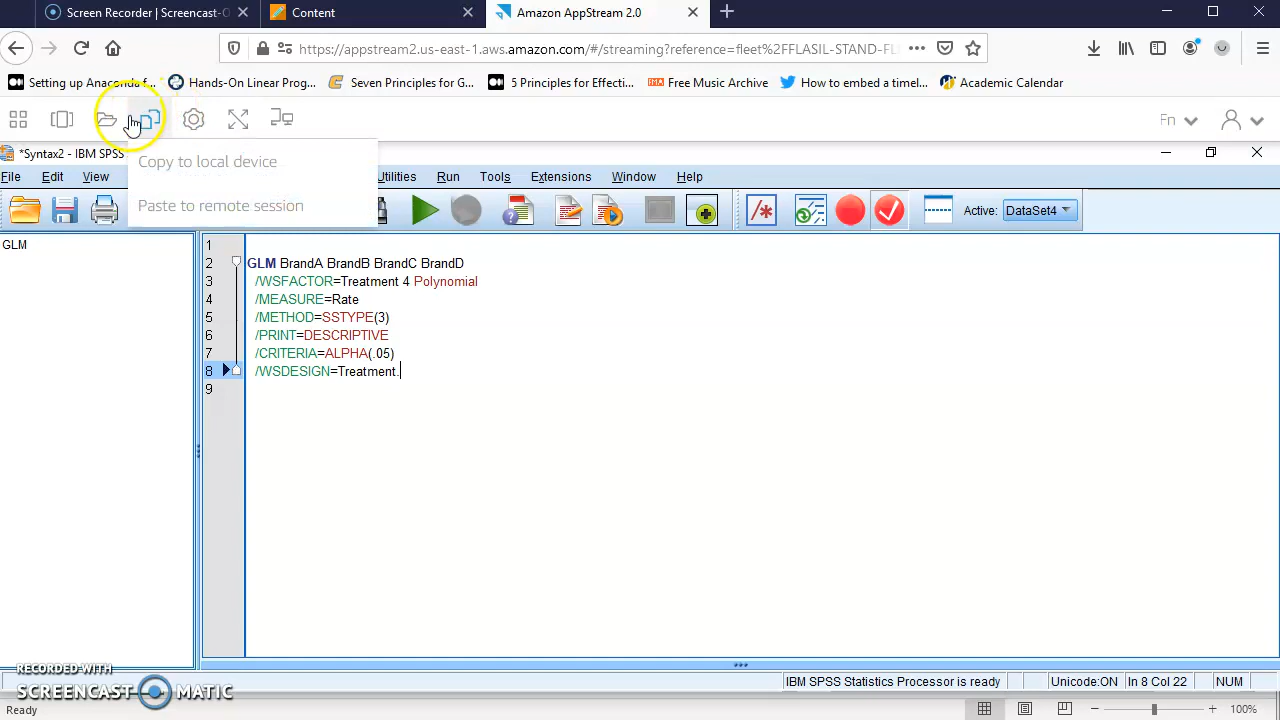 Screen Recorder | Screencast-O
Content
Amazon AppStream 2.0
https://appstream2.us-east-1.aws.amazon.com/#/streaming?reference=fleet%2FFLASIL-STAND-FL
Setting up Anaconda f...
Hands-On Linear Prog...
Seven Principles for G...
5 Principles for Effecti...
IMA
Free Music Archive
How to embed a timel...
Academic Calendar
Fn
*Syntax2 - IBM SPSS
Copy to local device
File Edit View
Utilities Run Tools Extensions Window Help
Paste to remote session
Active: DataSet4
GLM
1
2 GLM BrandA BrandB BrandC BrandD
3 /WSFACTOR=Treatment 4 Polynomial
4 /MEASURE=Rate
5 /METHOD=SSTYPE(3)
6 /PRINT=DESCRIPTIVE
7 /CRITERIA=ALPHA(.05)
8 /WSDESIGN=Treatment.
9
RECORDED WITH
SCREENCAST MATIC
IBM SPSS Statistics Processor is ready
Unicode:ON
In 8 Col 22
NUM
Ready
100%